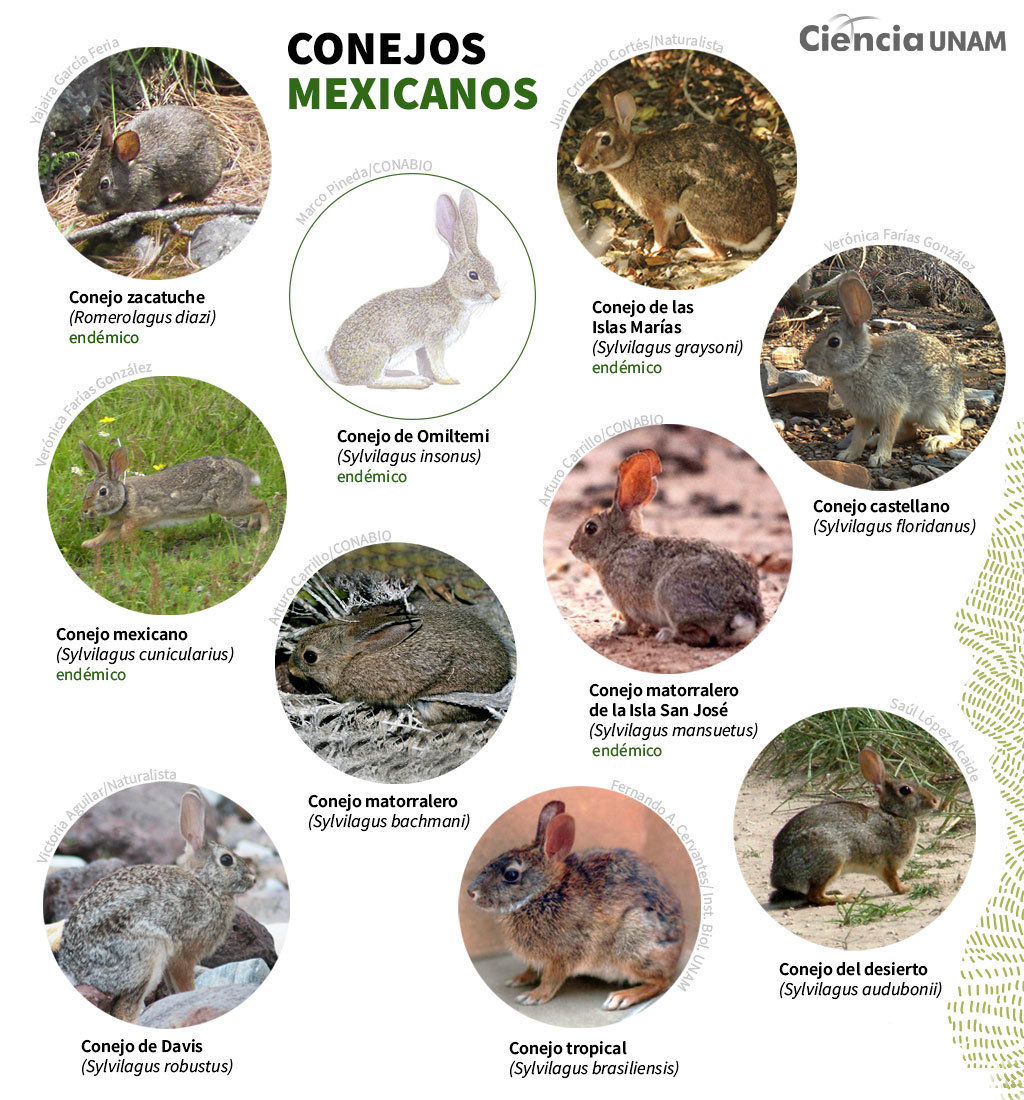 CONEJOS
MEXICANOS
Ciencia UNAM
Yajaira García Feria
Conejo zacatuche
(Romerolagus diazi)
endémico
Marco Pineda/CONABIO
Conejo de Omiltemi
(Sylvilagus insonus)
endémico
Juan Cruzado Cortés/Naturalista
Conejo de las
Islas Marías
(Sylvilagus graysoni)
endémico
Verónica Farías González
Conejo castellano
(Sylvilagus floridanus)
Verónica Farías González
Conejo mexicano
(Sylvilagus cunicularius)
endémico
Arturo Carrillo/CONABIO
Conejo matorralero
(Sylvilagus bachmani)
Arturo Carrillo/CONABIO
Conejo matorralero
de la Isla San José
(Sylvilagus mansuetus)
endémico
Saúl López Alcaide
Conejo del desierto
(Sylvilagus audubonii)
Victoria Aguilar/Naturalista
Conejo de Davis
(Sylvilagus robustus)
Fernando A. Cervantes/ Inst. Biol. UNAM
Conejo tropical
(Sylvilagus brasiliensis)